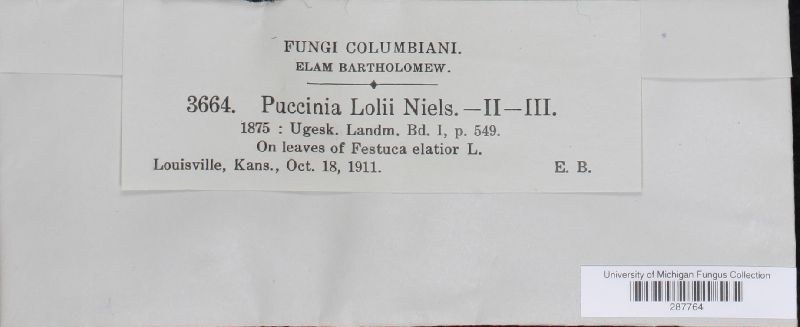 FUNGI COLUMBIANI.
ELAM BARTHOLOMEW.
3664. Puccinia Lolii Niels.—II—III.
1875 : Ugesk. Landm. Bd. I, p. 549.
On leaves of Festuca elatior L.
Louisville, Kans., Oct. 18, 1911. E. B.
University of Michigan Fungus Collection
287764